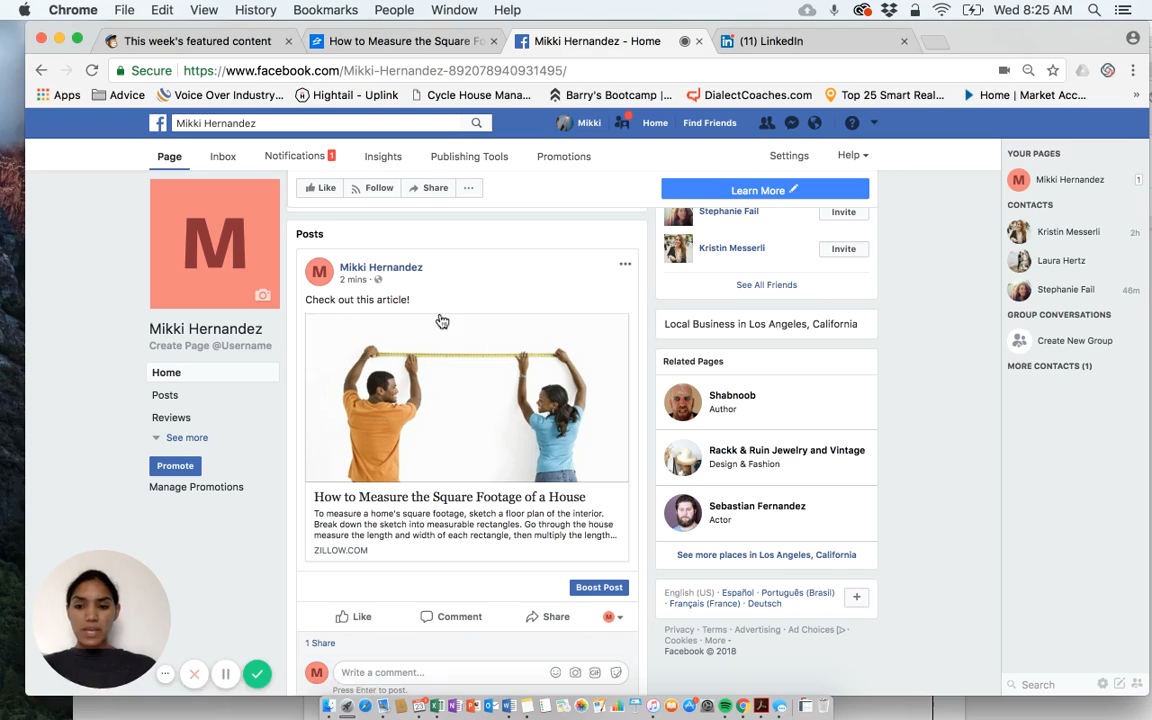 Chrome File Edit View History Bookmarks People Window Help Wed 8:25 AM
This week's featured content
How to Measure the Square Fo
Mikki Hernandez - Home
(11) LinkedIn
Secure https://www.facebook.com/Mikki-Hernandez-892078940931495/
Apps Advice Voice Over Industry... Hightail - Uplink Cycle House Mana... Barry's Bootcamp |... DialectCoaches.com Top 25 Smart Real... Home | Market Acc... »
Mikki Hernandez
Mikki Home Find Friends
Page Inbox Notifications 1 Insights Publishing Tools Promotions Settings Help
Like Follow Share ...
Learn More
M
Mikki Hernandez
Create Page @Username
Home
Posts
Reviews
See more
Promote
Manage Promotions
Posts
M
Mikki Hernandez
2 mins
Check out this article!
How to Measure the Square Footage of a House
To measure a home's square footage, sketch a floor plan of the interior.
Break down the sketch into measurable rectangles. Go through the house
measure the length and width of each rectangle, then multiply the length...
ZILLOW.COM
Boost Post
Like Comment Share M
1 Share
M Write a comment... GIF
Press Enter to post.
Stephanie Fail Invite
Kristin Messerli Invite
See All Friends
Local Business in Los Angeles, California
Related Pages
Shabnoob
Author
Rackk & Ruin Jewelry and Vintage
Design & Fashion
Sebastian Fernandez
Actor
See more places in Los Angeles, California
English (US) · Español · Português (Brasil) ·
Français (France) · Deutsch
+
Privacy · Terms · Advertising · Ad Choices ·
Cookies · More
Facebook © 2018
YOUR PAGES
M Mikki Hernandez 1
CONTACTS
Kristin Messerli 2h
Laura Hertz
Stephanie Fail 46m
GROUP CONVERSATIONS
Create New Group
MORE CONTACTS (1)
Search